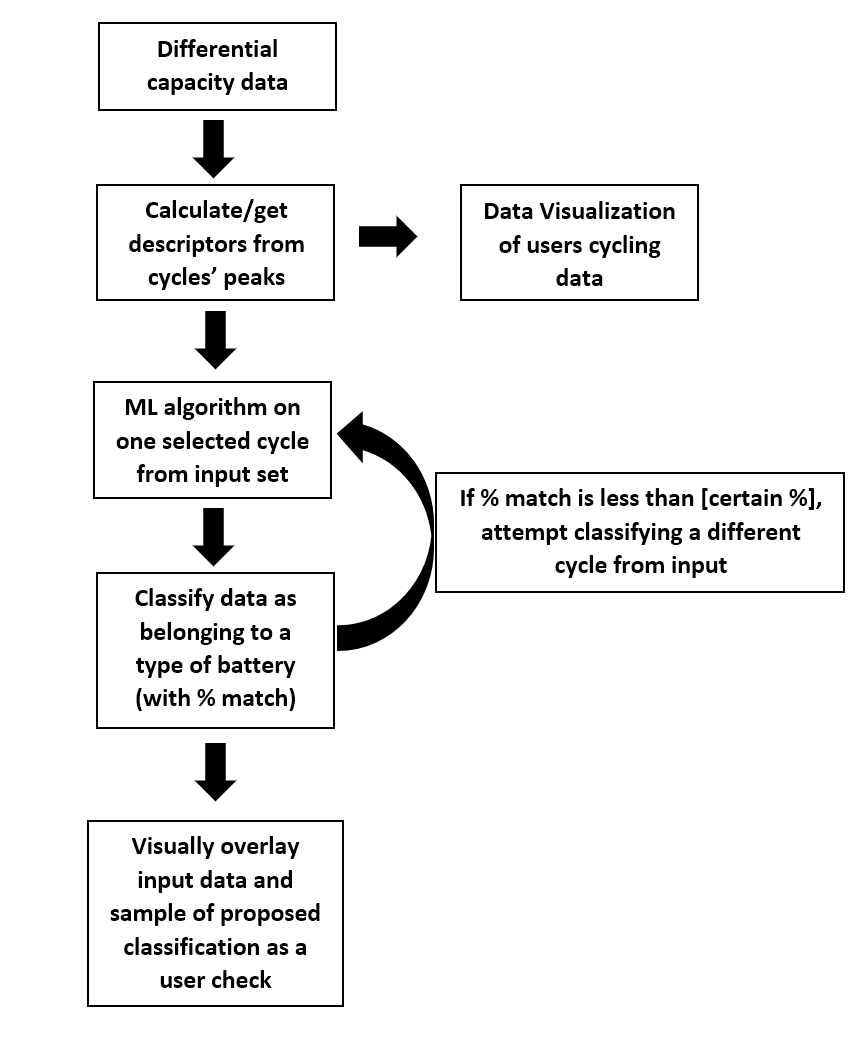 Differential
capacity data
Calculate/get
descriptors from
cycles’ peaks
Data Visualization
of users cycling
data
ML algorithm on
one selected cycle
from input set
If % match is less than [certain %],
attempt classifying a different
cycle from input
Classify data as
belonging to a
type of battery
(with % match)
Visually overlay
input data and
sample of proposed
classification as a
user check